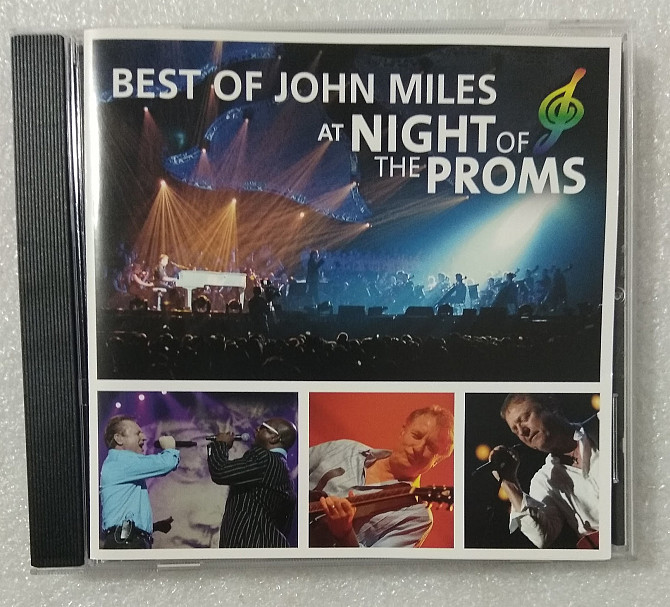 BEST OF JOHN MILES
AT NIGHT OF
THE PROMS